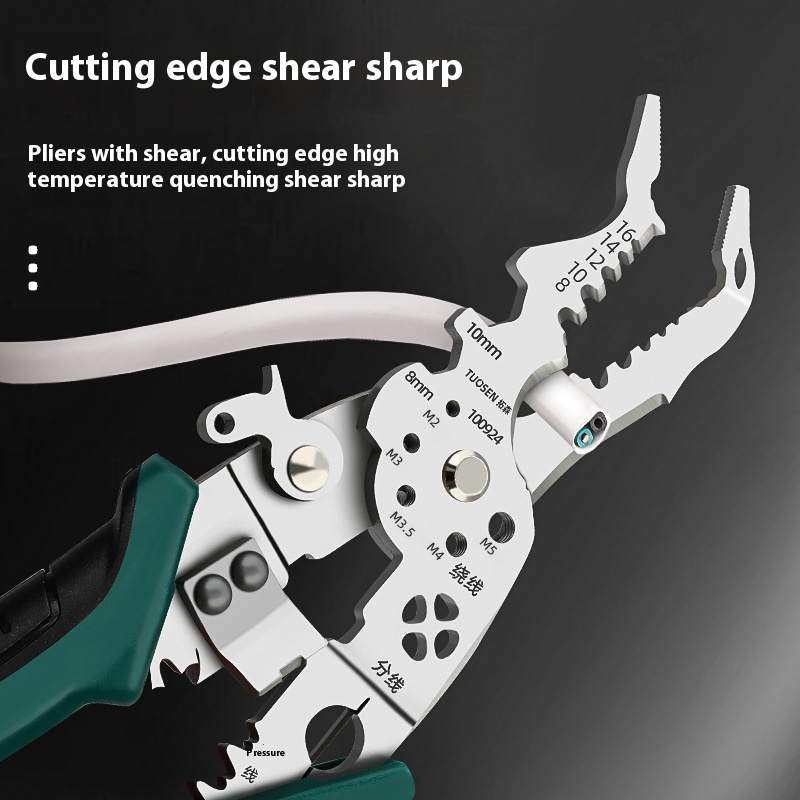 Cutting edge shear sharp
Pliers with shear, cutting edge high
temperature quenching shear sharp
16
14
12
10
8
10mm
8mm
TUOSEN 拓森
100924
M2
M3
M3.5
M4
M5
绕线
分线
Pressure
线